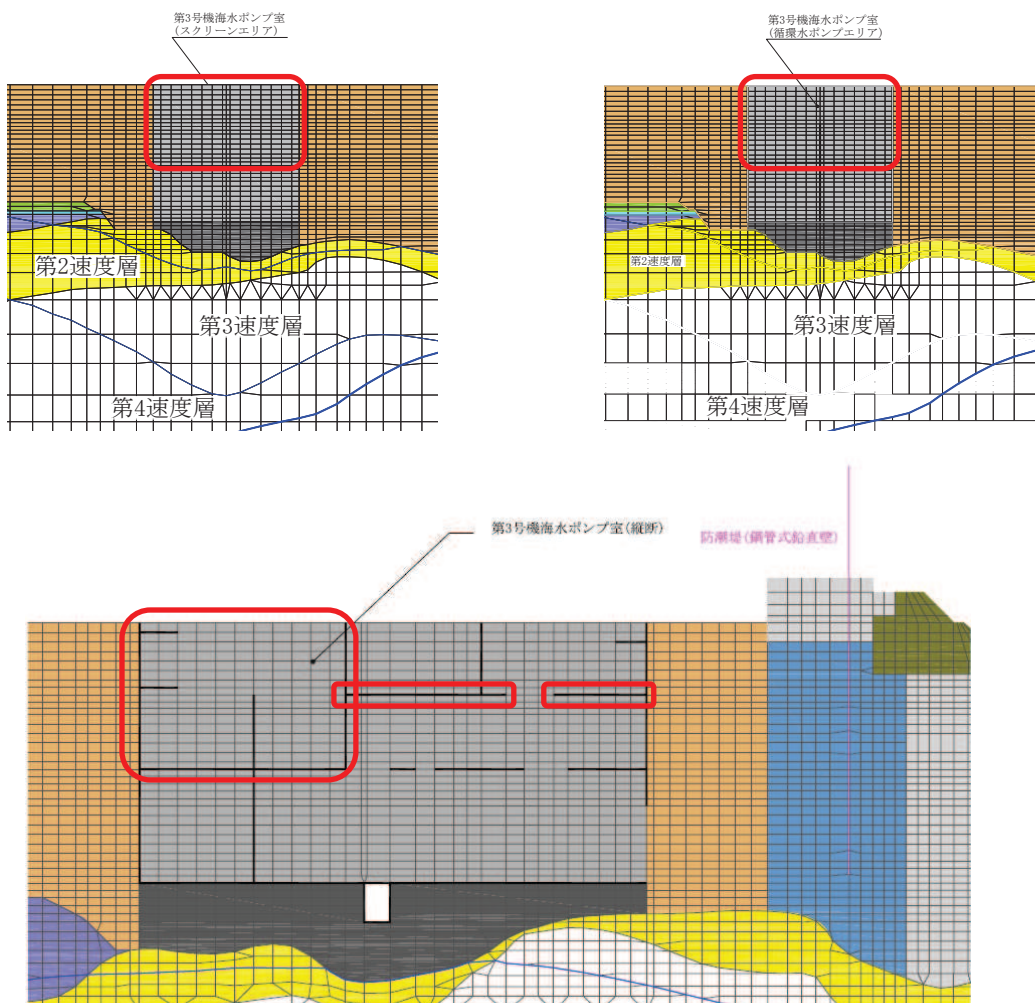 第3号機海水ポンプ室
(スクリーンエリア)
第3号機海水ポンプ室
(循環水ポンプエリア)
第2速度層
第3速度層
第4速度層
第2速度層
第3速度層
第4速度層
第3号機海水ポンプ室(縦断)
防潮堤(鋼管式鉛直壁)